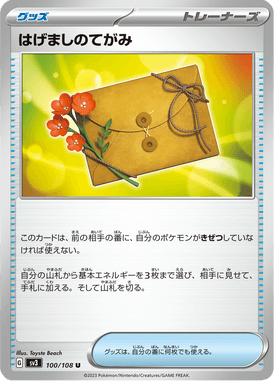 グッズ
トレーナーズ
はげましのてがみ
このカードは、前の相手の番に、自分のポケモンがきぜつしていなければ使えない。
自分の山札から基本エネルギーを3枚まで選び、相手に見せて、手札に加える。そして山札を切る。
Illus. Toyste Beach
G sv3 100/108 U
グッズは、自分の番に何枚でも使える。
©2023 Pokémon/Nintendo/Creatures/GAME FREAK.